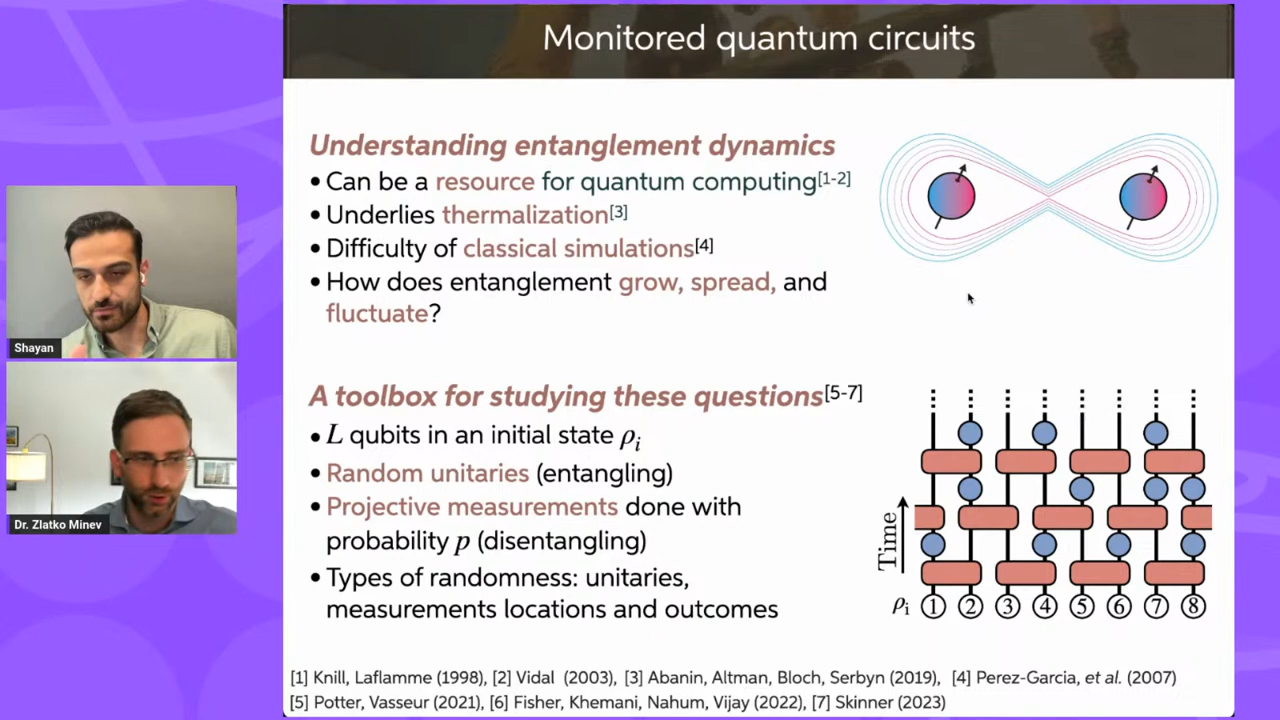 Monitored quantum circuits
Understanding entanglement dynamics
• Can be a resource for quantum computing[1-2]
• Underlies thermalization[3]
• Difficulty of classical simulations[4]
• How does entanglement grow, spread, and
fluctuate?
Shayan
Dr. Zlatko Minev
A toolbox for studying these questions[5-7]
• L qubits in an initial state ρi
• Random unitaries (entangling)
• Projective measurements done with
probability p (disentangling)
• Types of randomness: unitaries,
measurements locations and outcomes
Time
ρi 1 2 3 4 5 6 7 8
[1] Knill, Laflamme (1998), [2] Vidal (2003), [3] Abanin, Altman, Bloch, Serbyn (2019), [4] Perez-Garcia, et al. (2007)
[5] Potter, Vasseur (2021), [6] Fisher, Khemani, Nahum, Vijay (2022), [7] Skinner (2023)